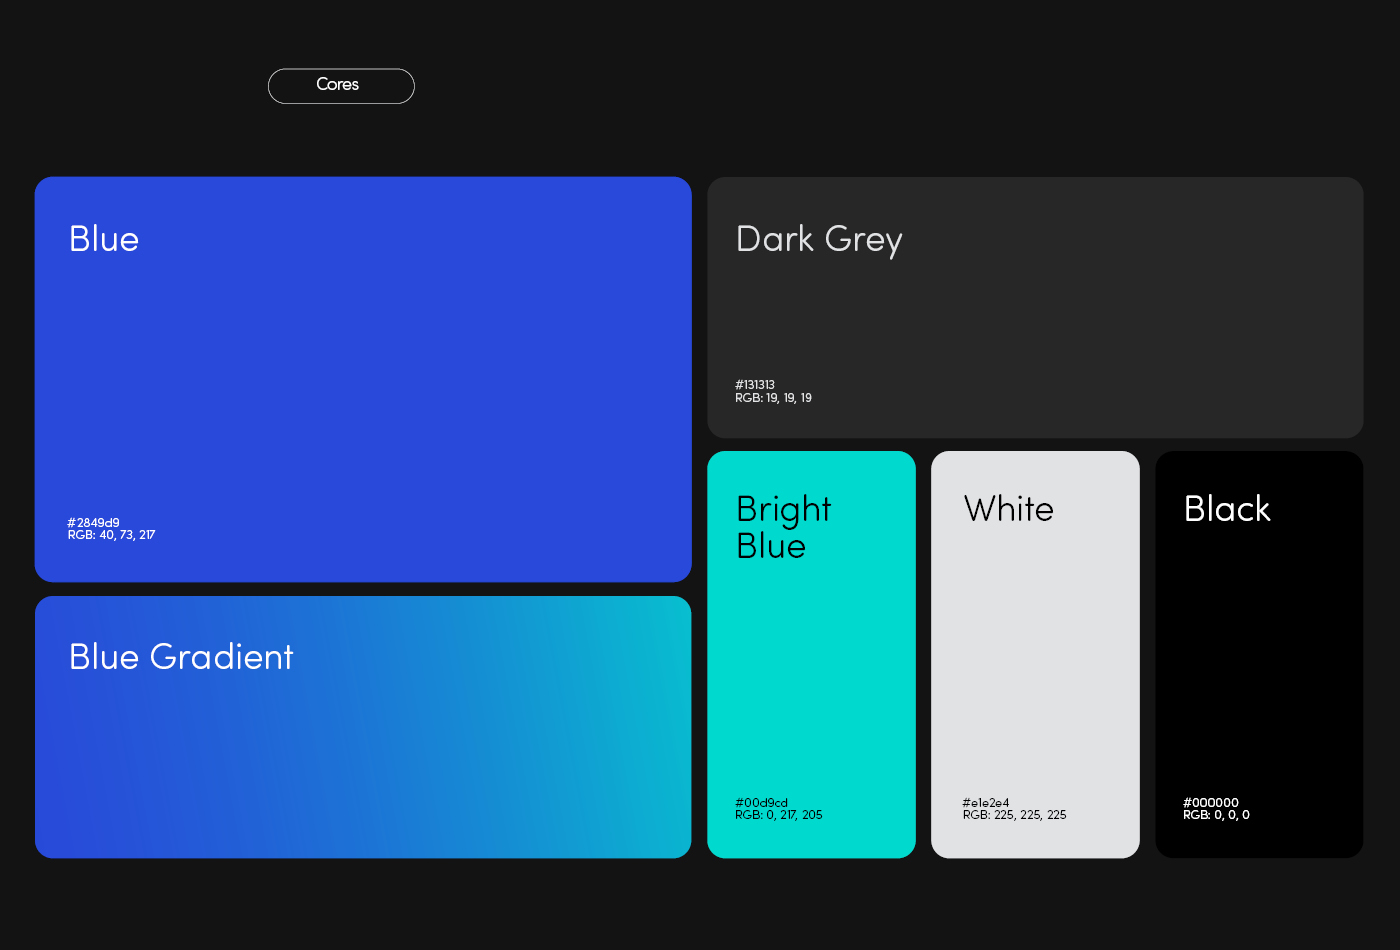 Cores
Blue
#2849d9
RGB: 40, 73, 217
Dark Grey
#131313
RGB: 19, 19, 19
Blue Gradient
Bright
Blue
#00d9cd
RGB: 0, 217, 205
White
#e1e2e4
RGB: 225, 225, 225
Black
#000000
RGB: 0, 0, 0